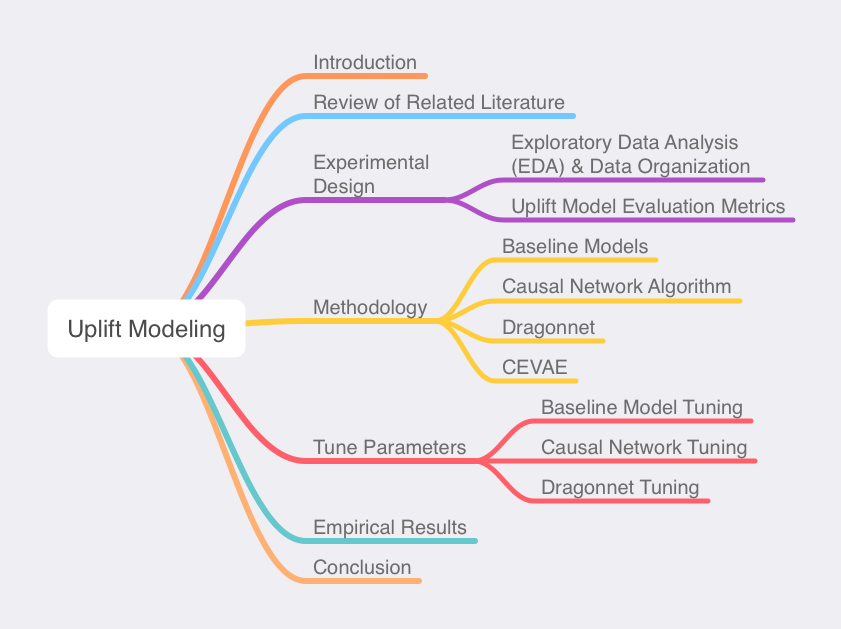 Uplift Modeling
Introduction
Review of Related Literature
Experimental
Design
Exploratory Data Analysis
(EDA) & Data Organization
Uplift Model Evaluation Metrics
Methodology
Baseline Models
Causal Network Algorithm
Dragonnet
CEVAE
Tune Parameters
Baseline Model Tuning
Causal Network Tuning
Dragonnet Tuning
Empirical Results
Conclusion